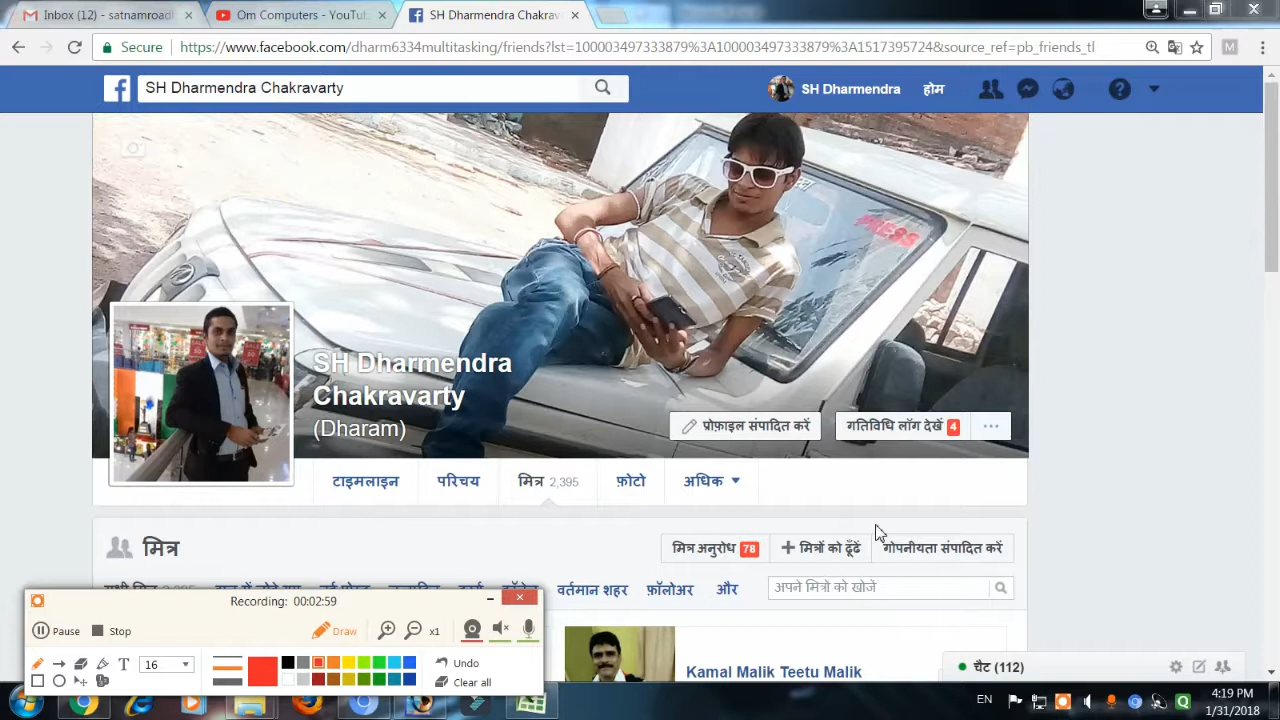 Inbox (12) - satnamroadi
Om Computers - YouTu
SH Dharmendra Chakrav
Secure
https://www.facebook.com/dharm6334multitasking/friends?lst=100003497333879%3A100003497333879%3A1517395724&source_ref=pb_friends_tl
SH Dharmendra Chakravarty
SH Dharmendra
होम
PRESS
SH Dharmendra
Chakravarty
(Dharam)
प्रोफ़ाइल संपादित करें
गतिविधि लॉग देखें 4
टाइमलाइन
परिचय
मित्र 2,395
फ़ोटो
अधिक
मित्र
मित्र अनुरोध 78
मित्रों को ढूँढें
गोपनीयता संपादित करें
वर्तमान शहर
फ़ॉलोअर
और
अपने मित्रों को खोजें
Recording: 00:02:59
Pause
Stop
Draw
x1
T
16
Undo
Clear all
Kamal Malik Teetu Malik
चैट (112)
EN
4:19 PM
1/31/2018